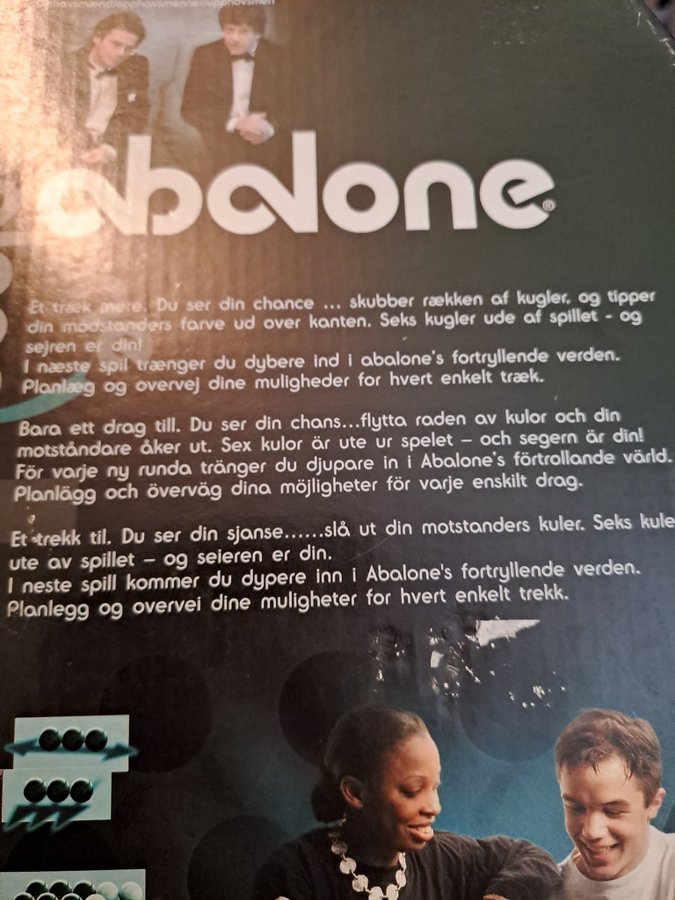 ophavsmænd/opphavsmenne/upphovsmen
abalone®
Et træk mere. Du ser din chance ... skubber rækken af kugler, og tipper
din modstanders farve ud over kanten. Seks kugler ude af spillet - og
sejren er din!
I næste spil trænger du dybere ind i abalone's fortryllende verden.
Planlæg og overvej dine muligheder for hvert enkelt træk.
Bara ett drag till. Du ser din chans...flytta raden av kulor och din
motståndare åker ut. Sex kulor är ute ur spelet – och segern är din!
För varje ny runda tränger du djupare in i Abalone's förtrollande värld.
Planlägg och överväg dina möjligheter för varje enskilt drag.
Et trekk til. Du ser din sjanse......slå ut din motstanders kuler. Seks kule
ute av spillet – og seieren er din.
I neste spill kommer du dypere inn i Abalone's fortryllende verden.
Planlegg og overvei dine muligheter for hvert enkelt trekk.